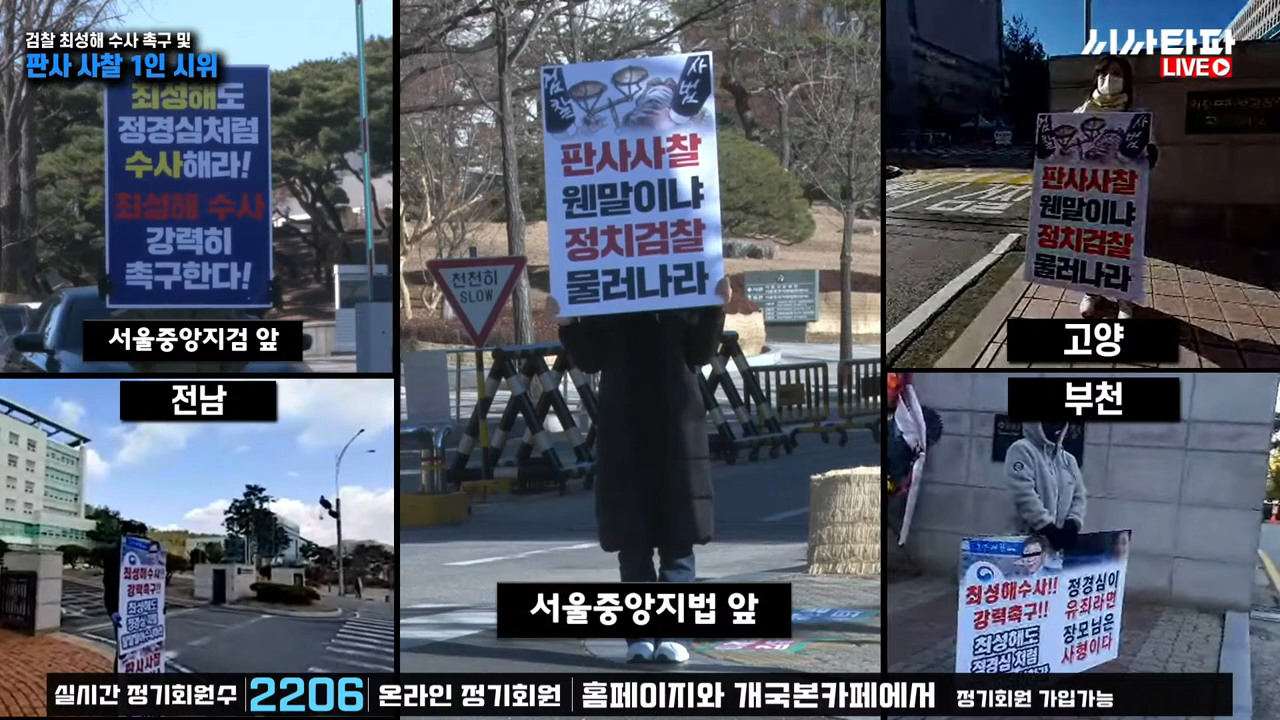 검찰 최성해 수사 촉구 및
판사 사찰 1인 시위
시사타파
LIVE
최성해도
정경심처럼
수사해라!
최성해 수사
강력히
촉구한다!
서울중앙지검 앞
검찰
사법
판사사찰
웬말이냐
정치검찰
물러나라
천천히
SLOW
서울중앙지법 앞
검찰
사법
판사사찰
웬말이냐
정치검찰
물러나라
고양
전남
최성해수사!!
강력촉구!!
최성해도
판사사찰
부천
최성해수사!!
강력촉구!!
최성해도
정경심처럼
정경심이
유죄라면
장모님은
사형이다
실시간 정기회원수 2206 온라인 정기회원 홈페이지와 개국본카페에서 정기회원 가입가능